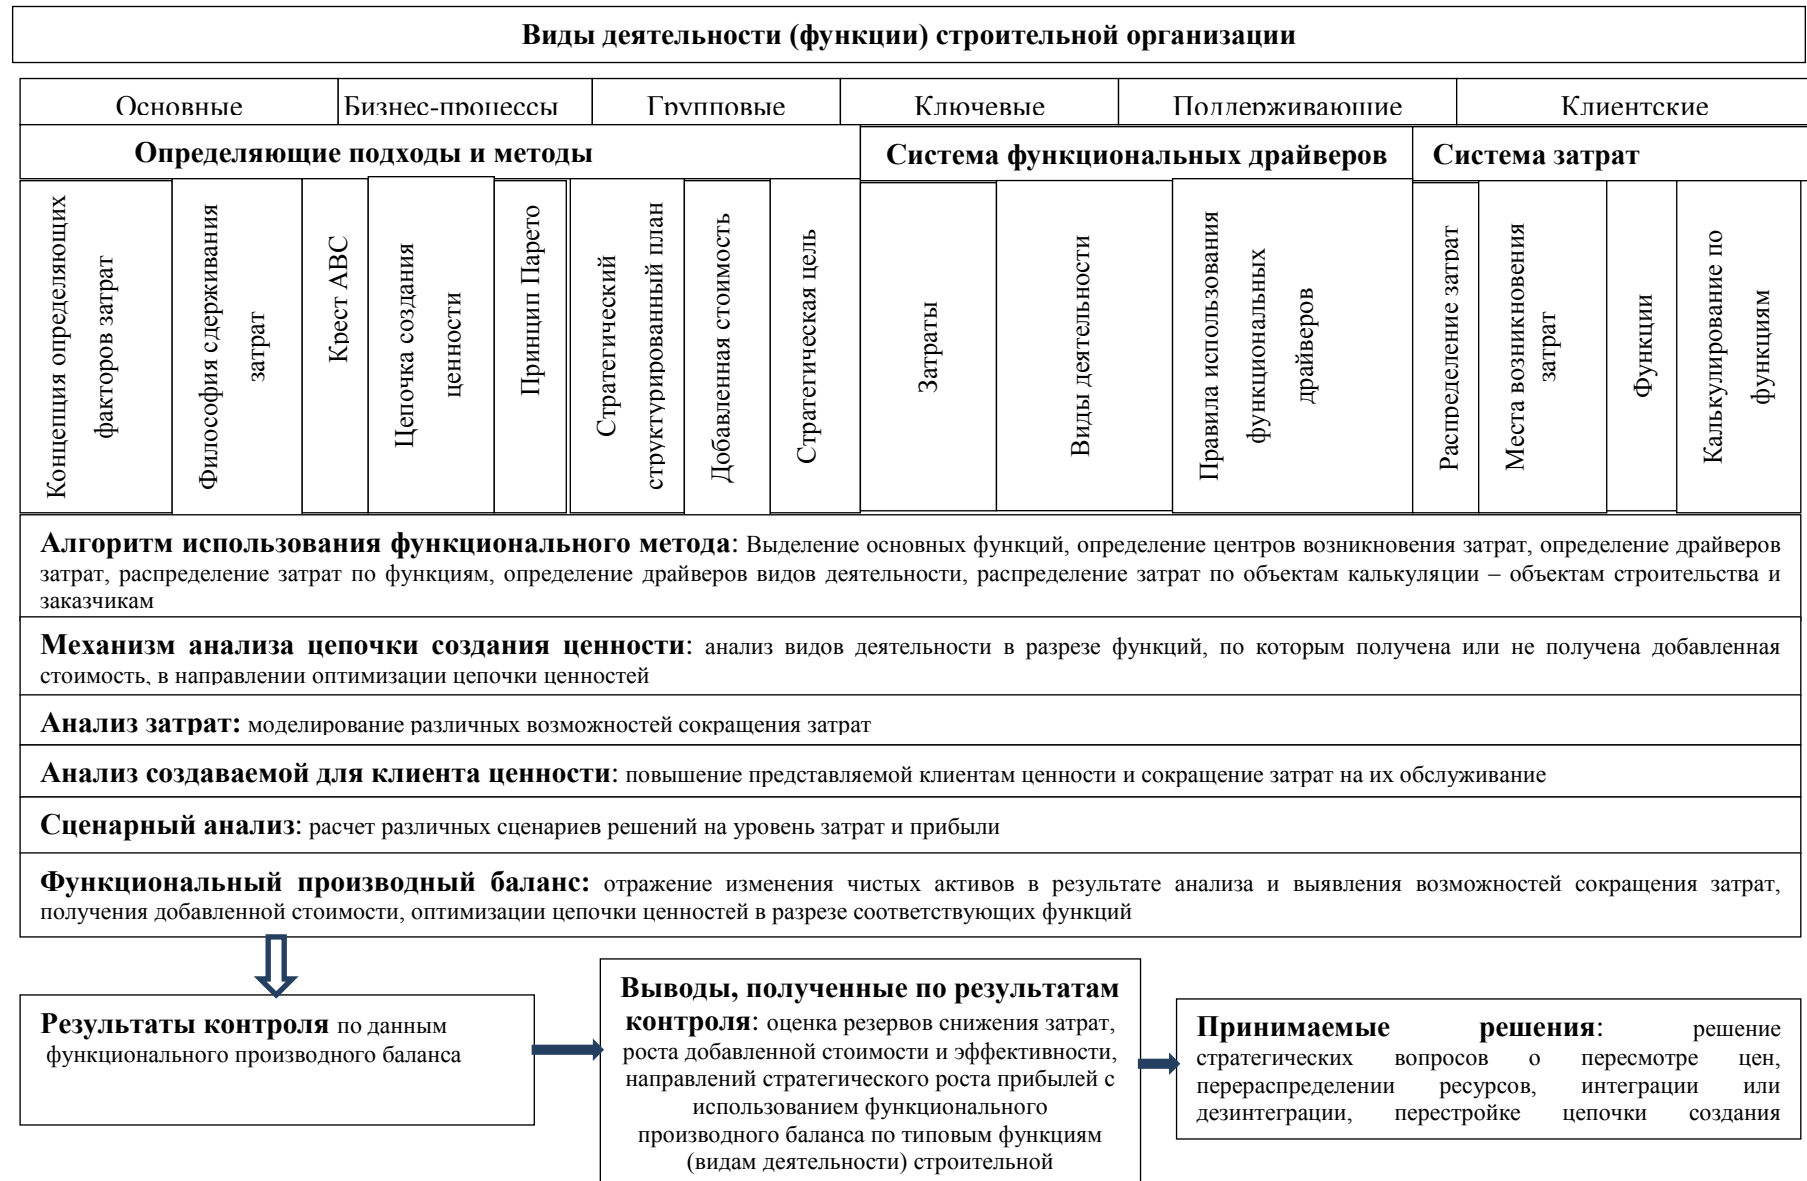 Виды деятельности (функции) строительной организации
Основные
Бизнес-процессы
Групповые
Ключевые
Поддерживающие
Клиентские
Определяющие подходы и методы
Система функциональных драйверов
Система затрат
Концепция определяющих
факторов затрат
Философия сдерживания
затрат
Крест АВС
Цепочка создания
ценности
Принцип Парето
Стратегический
структурированный план
Добавленная стоимость
Стратегическая цель
Затраты
Виды деятельности
Правила использования
функциональных
драйверов
Распределение затрат
Места возникновения
затрат
Функции
Калькулирование по
функциям
Алгоритм использования функционального метода: Выделение основных функций, определение центров возникновения затрат, определение драйверов
затрат, распределение затрат по функциям, определение драйверов видов деятельности, распределение затрат по объектам калькуляции – объектам строительства и
заказчикам
Механизм анализа цепочки создания ценности: анализ видов деятельности в разрезе функций, по которым получена или не получена добавленная
стоимость, в направлении оптимизации цепочки ценностей
Анализ затрат: моделирование различных возможностей сокращения затрат
Анализ создаваемой для клиента ценности: повышение представляемой клиентам ценности и сокращение затрат на их обслуживание
Сценарный анализ: расчет различных сценариев решений на уровень затрат и прибыли
Функциональный производный баланс: отражение изменения чистых активов в результате анализа и выявления возможностей сокращения затрат,
получения добавленной стоимости, оптимизации цепочки ценностей в разрезе соответствующих функций
Результаты контроля по данным
функционального производного баланса
Выводы, полученные по результатам
контроля: оценка резервов снижения затрат,
роста добавленной стоимости и эффективности,
направлений стратегического роста прибылей с
использованием функционального
производного баланса по типовым функциям
(видам деятельности) строительной
Принимаемые решения: решение
стратегических вопросов о пересмотре цен,
перераспределении ресурсов, интеграции или
дезинтеграции, перестройке цепочки создания